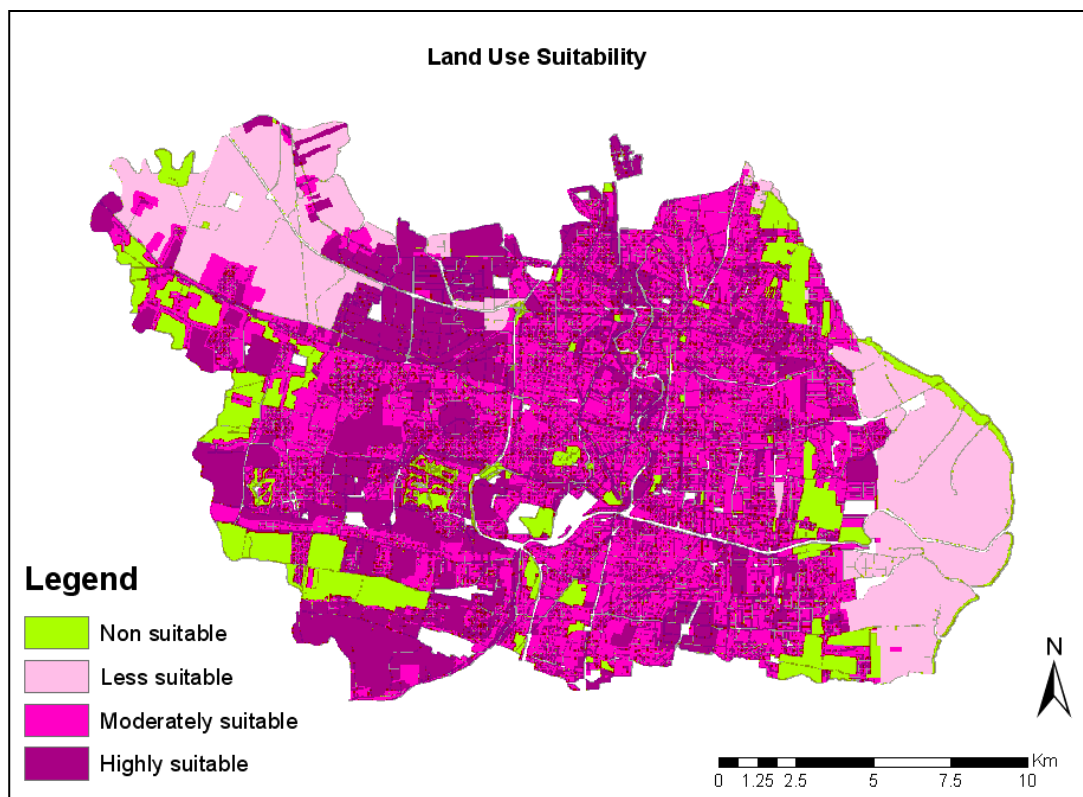 Land Use Suitability
Legend
Non suitable
Less suitable
Moderately suitable
Highly suitable
N
Km
0 1.25 2.5 5 7.5 10